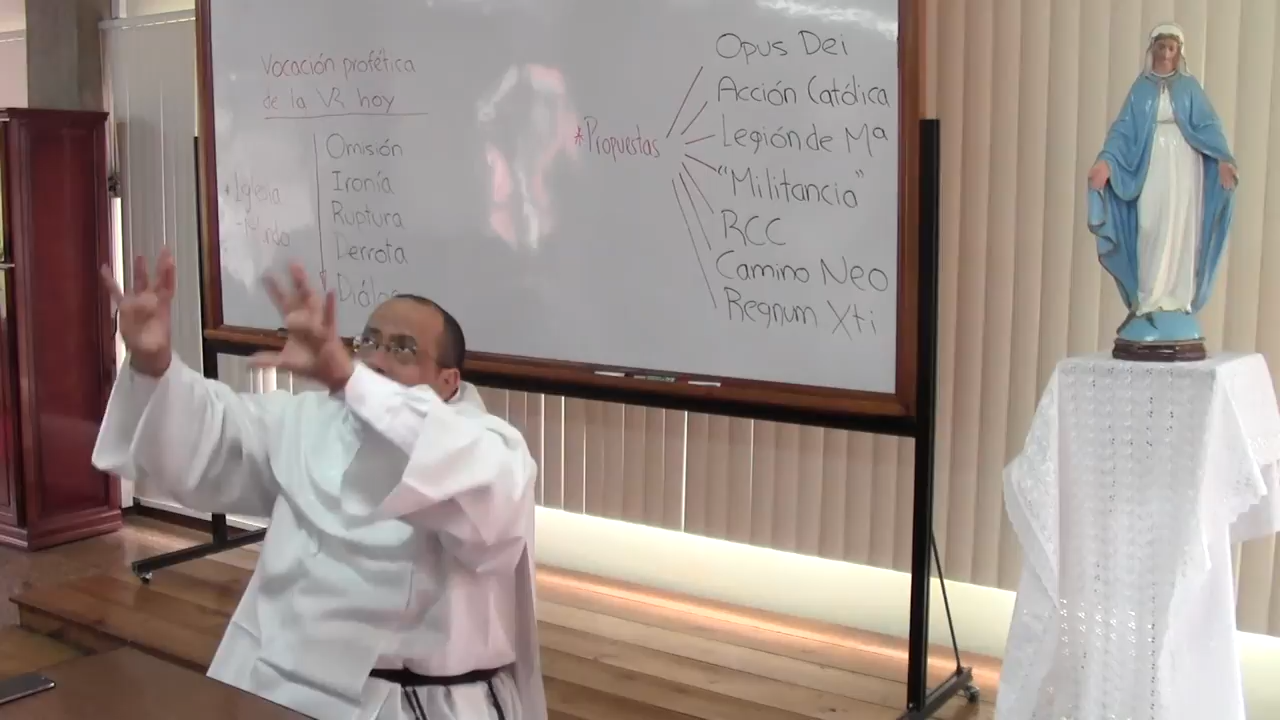 Vocación profética
de la VR hoy
Omisión
Ironía
Ruptura
Derrota
* Iglesia
* Propuestas
Opus Dei
Acción Católica
Legión de Mª
"Militancia"
RCC
Camino Neo
Regnum Xti